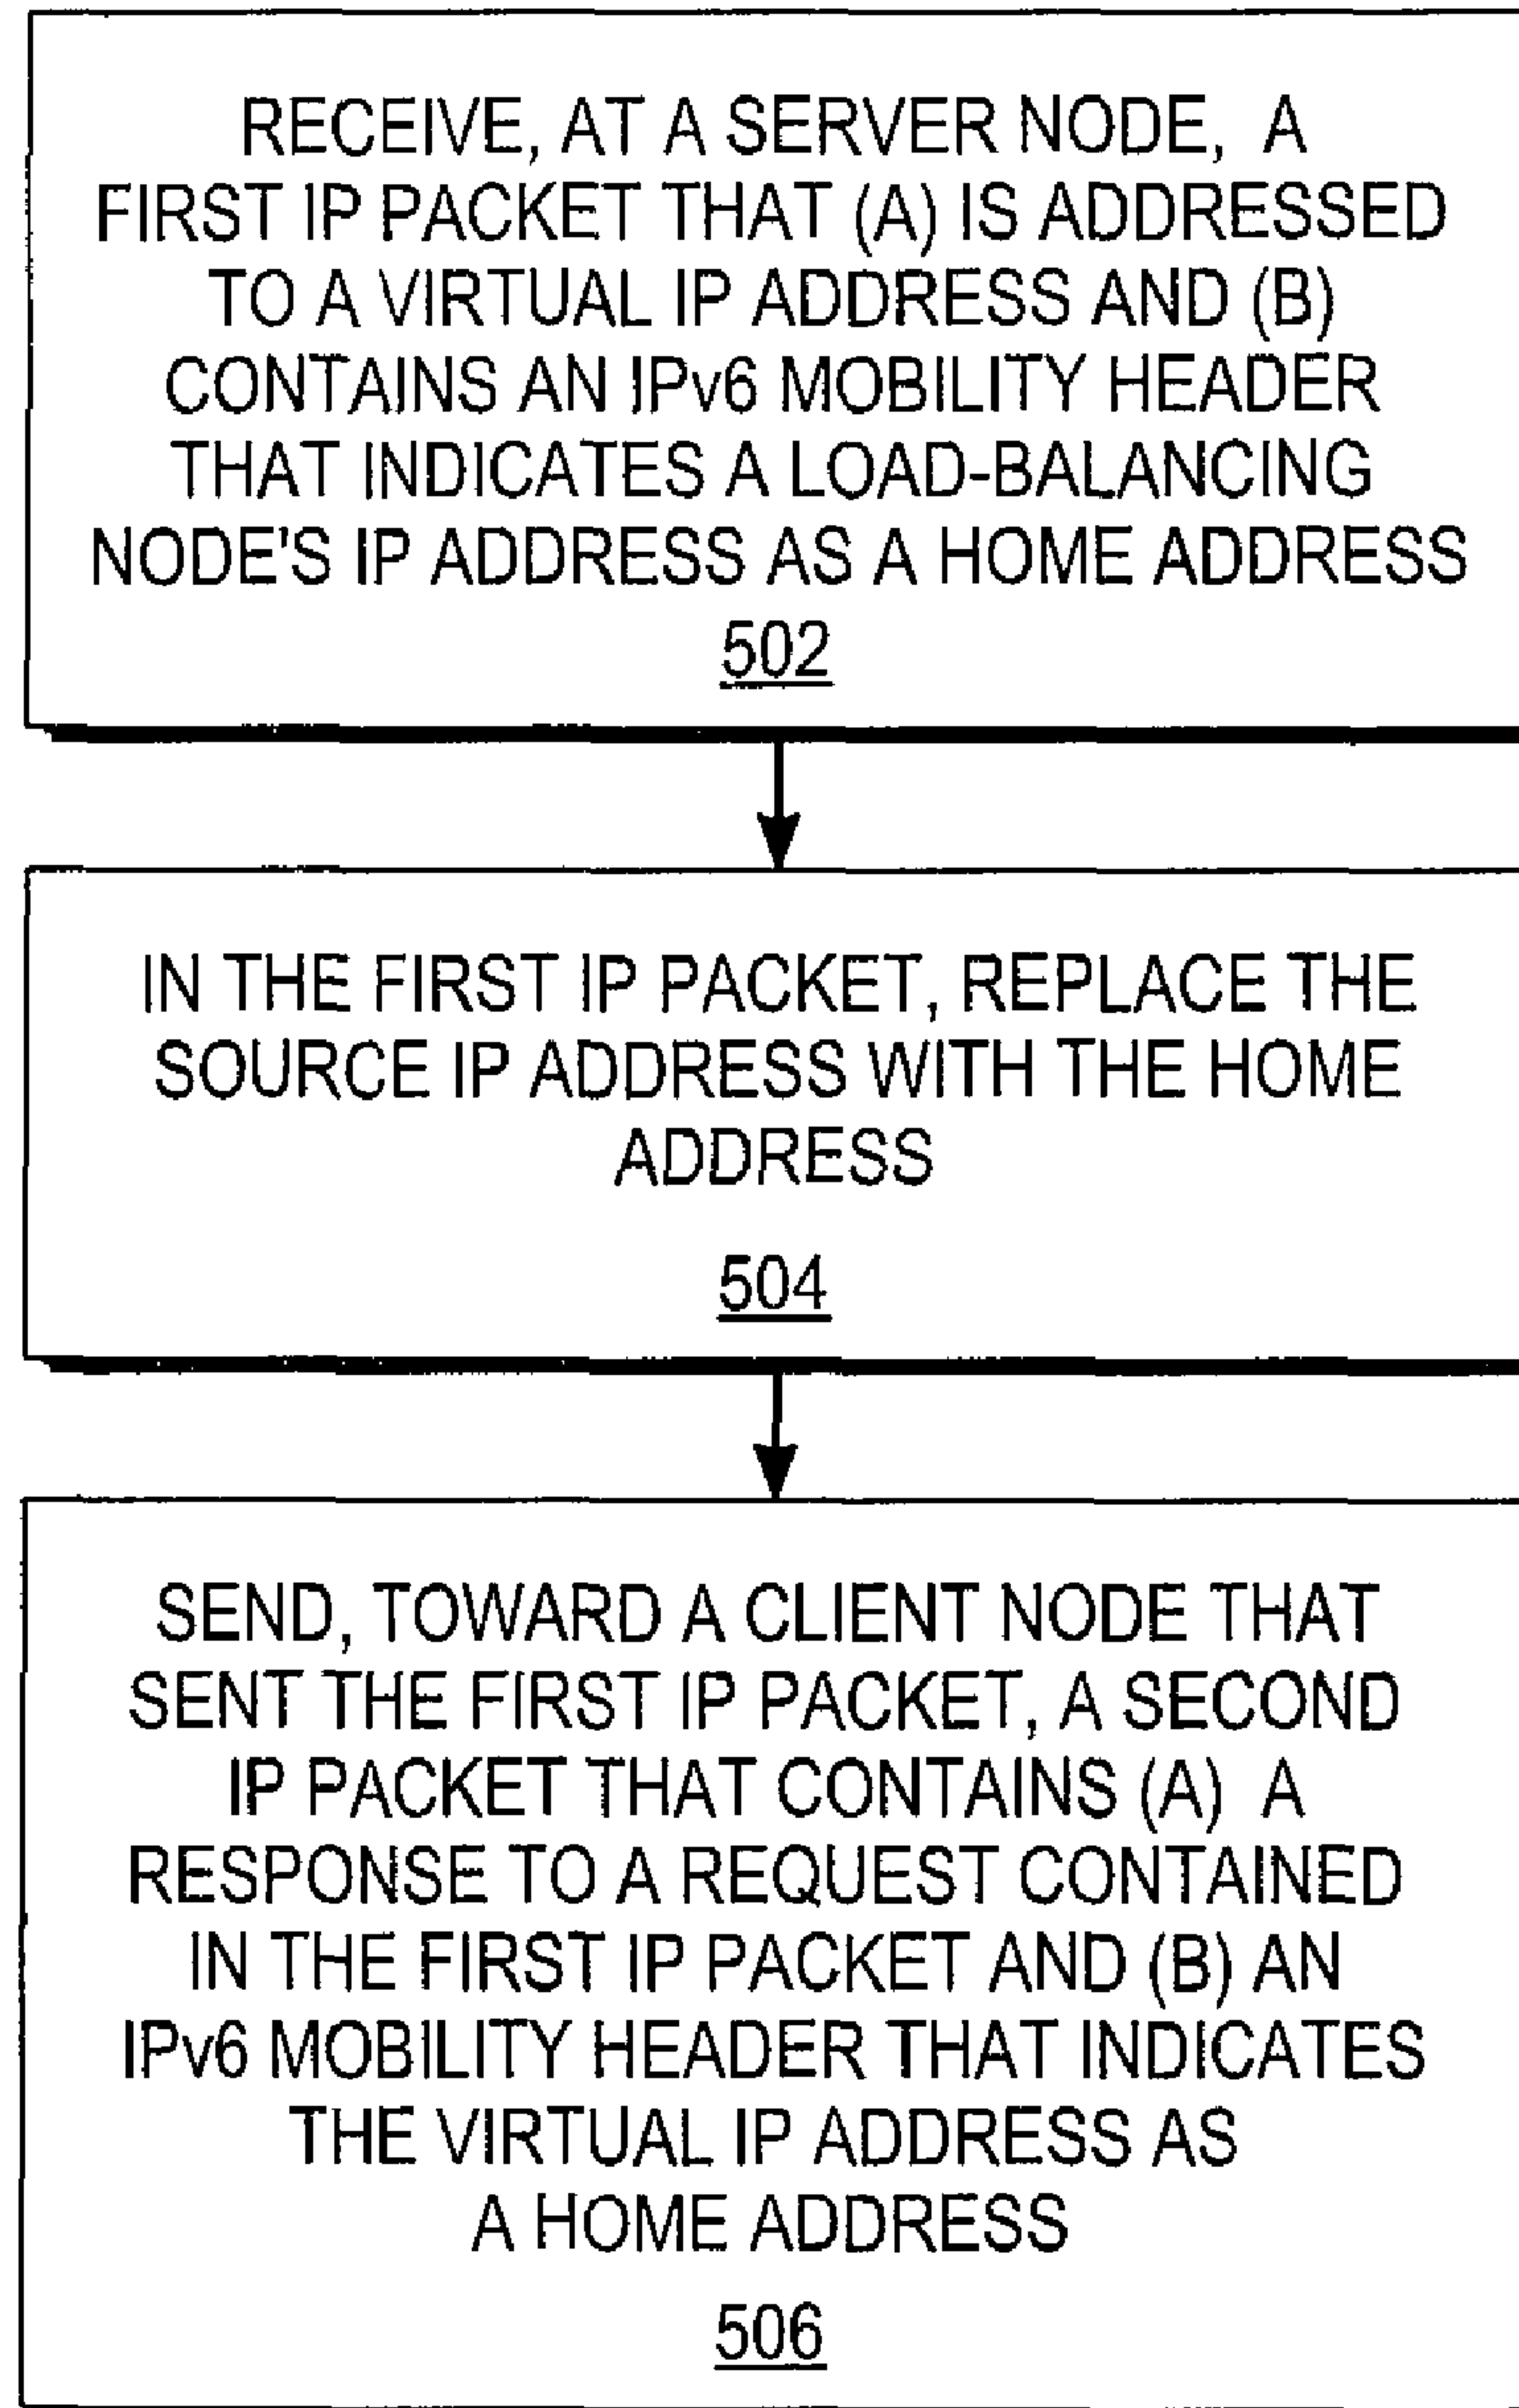 RECEIVE, AT A SERVER NODE, A
FIRST IP PACKET THAT (A) IS ADDRESSED
TO A VIRTUAL IP ADDRESS AND (B)
CONTAINS AN IPv6 MOBILITY HEADER
THAT INDICATES A LOAD-BALANCING
NODE'S IP ADDRESS AS A HOME ADDRESS
502
IN THE FIRST IP PACKET, REPLACE THE
SOURCE IP ADDRESS WITH THE HOME
ADDRESS
504
SEND, TOWARD A CLIENT NODE THAT
SENT THE FIRST IP PACKET, A SECOND
IP PACKET THAT CONTAINS (A) A
RESPONSE TO A REQUEST CONTAINED
IN THE FIRST IP PACKET AND (B) AN
IPv6 MOBILITY HEADER THAT INDICATES
THE VIRTUAL IP ADDRESS AS
A HOME ADDRESS
506